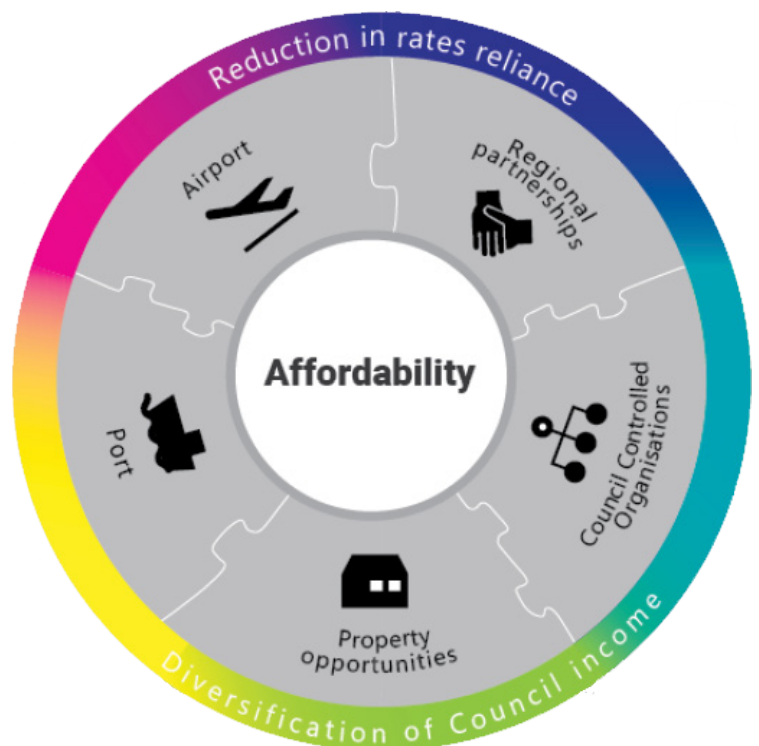 Reduction in rates reliance
Airport
Regional
partnerships
Affordability
Port
Council Controlled
Organisations
Property
opportunities
Diversification of Council income